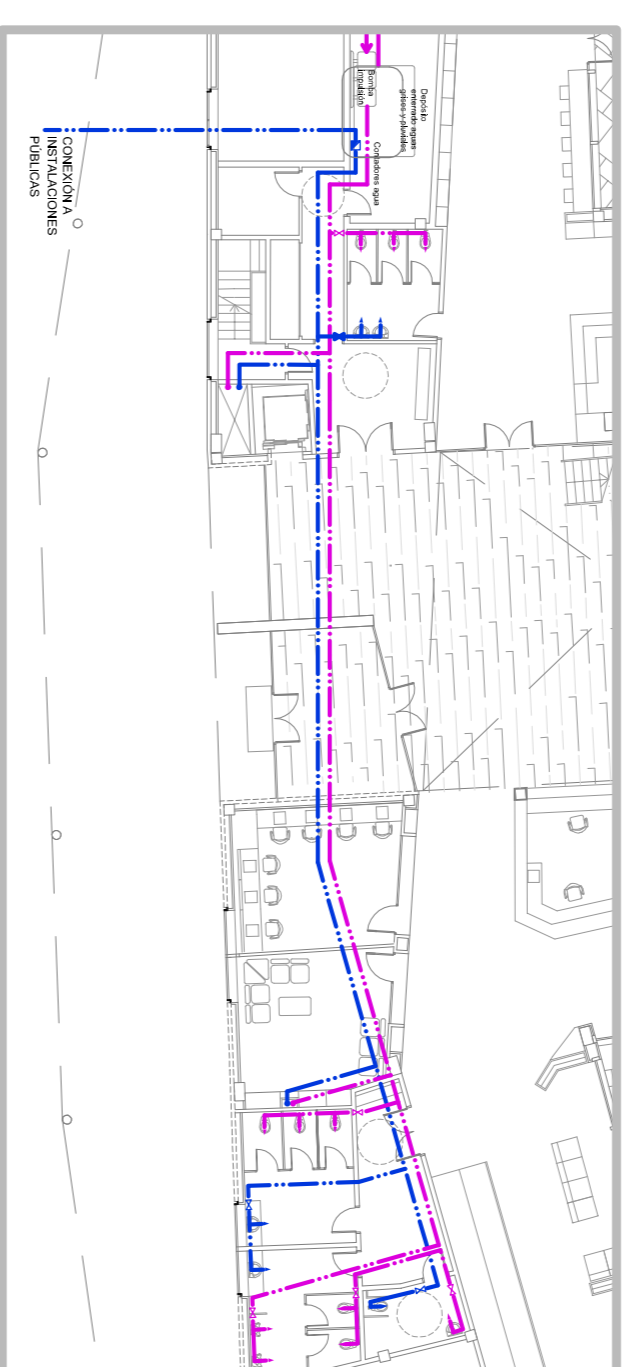 Depósito
enterrado aguas
grises y pluviales
Bomba
impulsión
Contadores agua
CONEXIÓN A
INSTALACIONES
PÚBLICAS